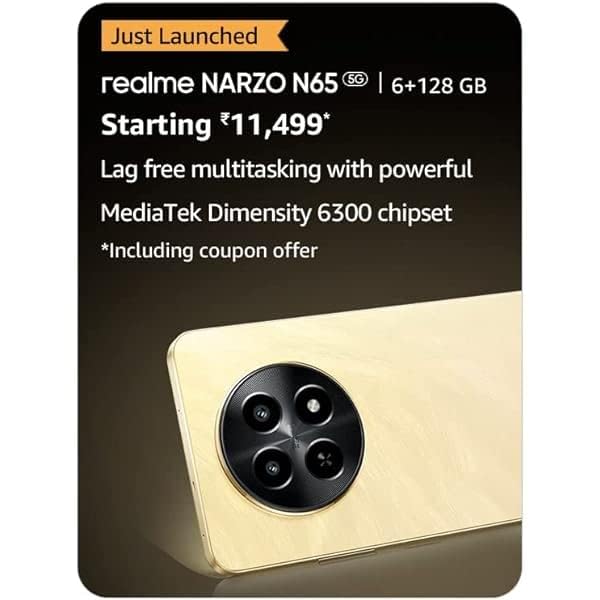 Just Launched
realme NARZO N65 5G | 6+128 GB
Starting ₹11,499*
Lag free multitasking with powerful
MediaTek Dimensity 6300 chipset
*Including coupon offer